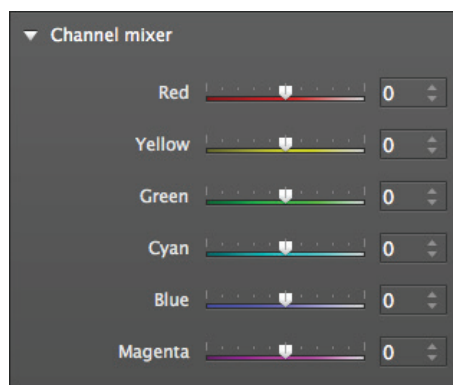 Channel mixer
Red 0
Yellow 0
Green 0
Cyan 0
Blue 0
Magenta 0